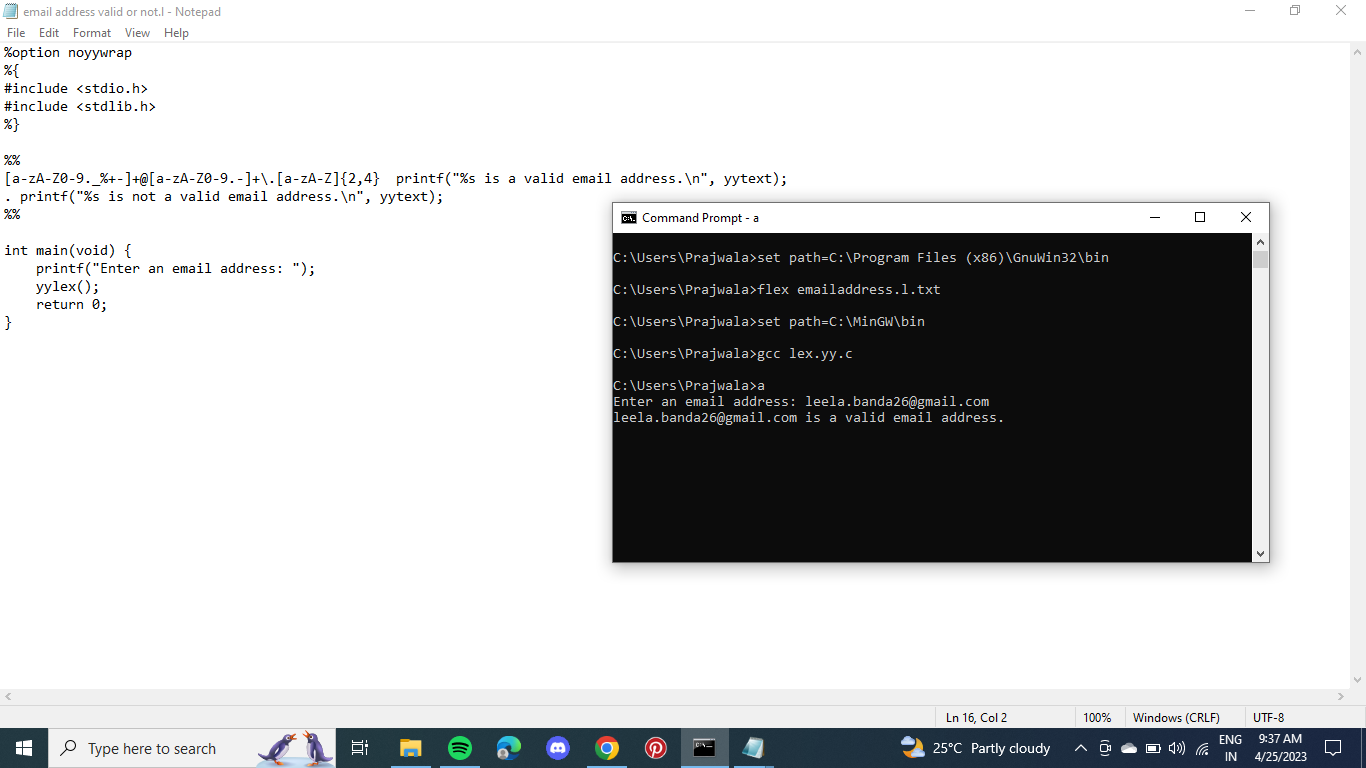 email address valid or not.l - Notepad
File Edit Format View Help
%option noyywrap
%{
#include <stdio.h>
#include <stdlib.h>
%}
%%
[a-zA-Z0-9._%+-]+@[a-zA-Z0-9.-]+\.[a-zA-Z]{2,4}  printf("%s is a valid email address.\n", yytext);
. printf("%s is not a valid email address.\n", yytext);
%%
int main(void) {
    printf("Enter an email address: ");
    yylex();
    return 0;
}
Command Prompt - a
C:\Users\Prajwala>set path=C:\Program Files (x86)\GnuWin32\bin
C:\Users\Prajwala>flex emailaddress.l.txt
C:\Users\Prajwala>set path=C:\MinGW\bin
C:\Users\Prajwala>gcc lex.yy.c
C:\Users\Prajwala>a
Enter an email address: leela.banda26@gmail.com
leela.banda26@gmail.com is a valid email address.
Ln 16, Col 2 100% Windows (CRLF) UTF-8
Type here to search
25°C Partly cloudy
ENG
IN
9:37 AM
4/25/2023